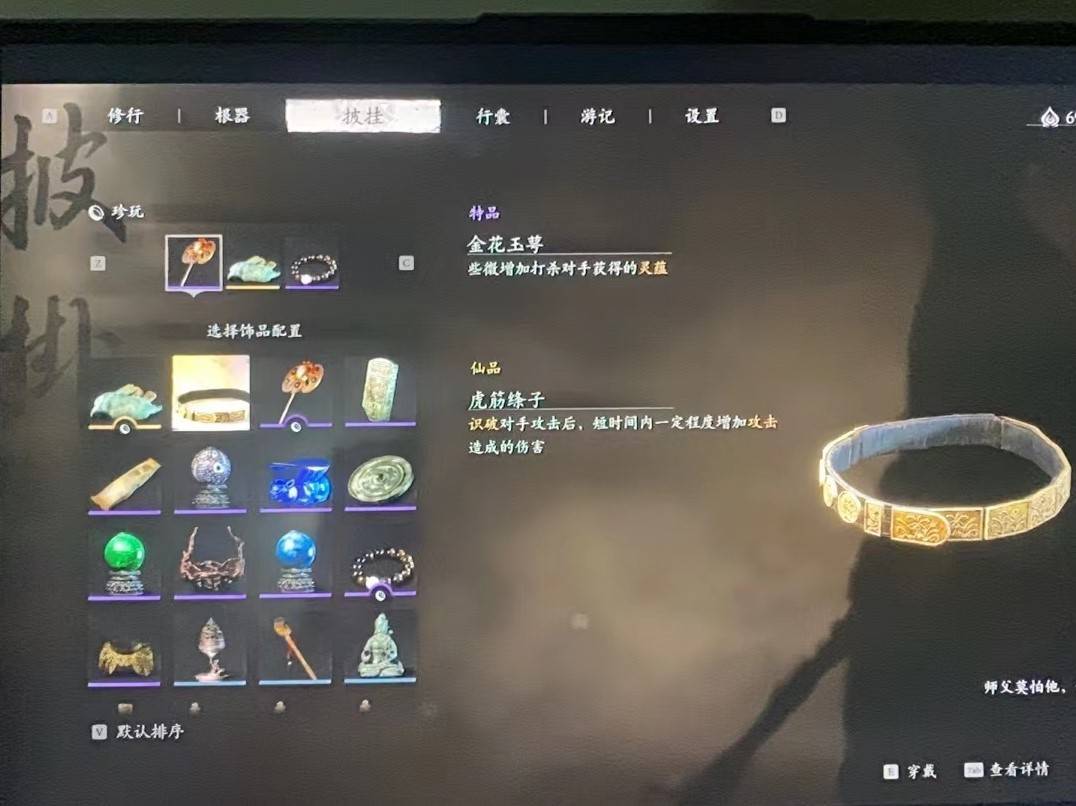 披
挂
A 修行 | 根器 披挂 行囊 | 游记 | 设置 D
珍玩
Z C
选择饰品配置
特品
金花玉萼
些微增加打杀对手获得的灵蕴
仙品
虎筋绦子
识破对手攻击后，短时间内一定程度增加攻击
造成的伤害
师父莫怕他，
V 默认排序
E 穿戴 Tab 查看详情